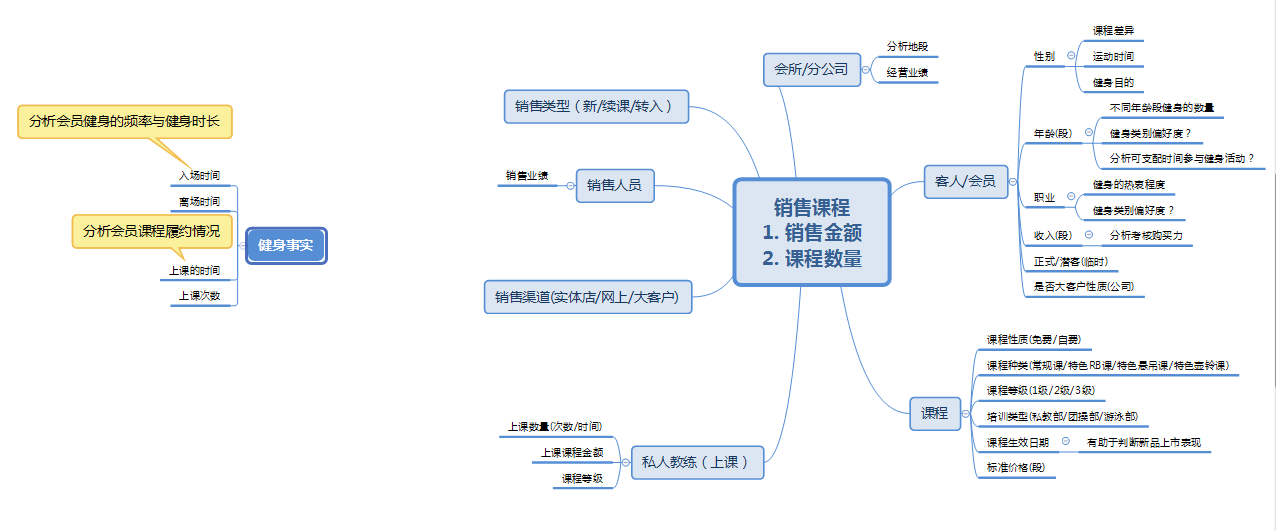 分析会员健身的频率与健身时长
入场时间
离场时间
分析会员课程履约情况
上课的时间
上课次数
健身事实
销售课程
1. 销售金额
2. 课程数量
会所/分公司
分析地段
经营业绩
销售类型（新/续课/转入）
销售人员
销售业绩
销售渠道(实体店/网上/大客户)
私人教练（上课）
上课数量(次数/时间)
上课课程金额
课程等级
客人/会员
性别
课程差异
运动时间
健身目的
年龄(段)
不同年龄段健身的数量
健身类别偏好度？
分析可支配时间参与健身活动？
职业
健身的热衷程度
健身类别偏好度？
收入(段)
分析考核购买力
正式/潜客(临时)
是否大客户性质(公司)
课程
课程性质(免费/自费)
课程种类(常规课/特色RB课/特色悬吊课/特色壶铃课)
课程等级(1级/2级/3级)
培训类型(私教部/团操部/游泳部)
课程生效日期
有助于判断新品上市表现
标准价格(段)